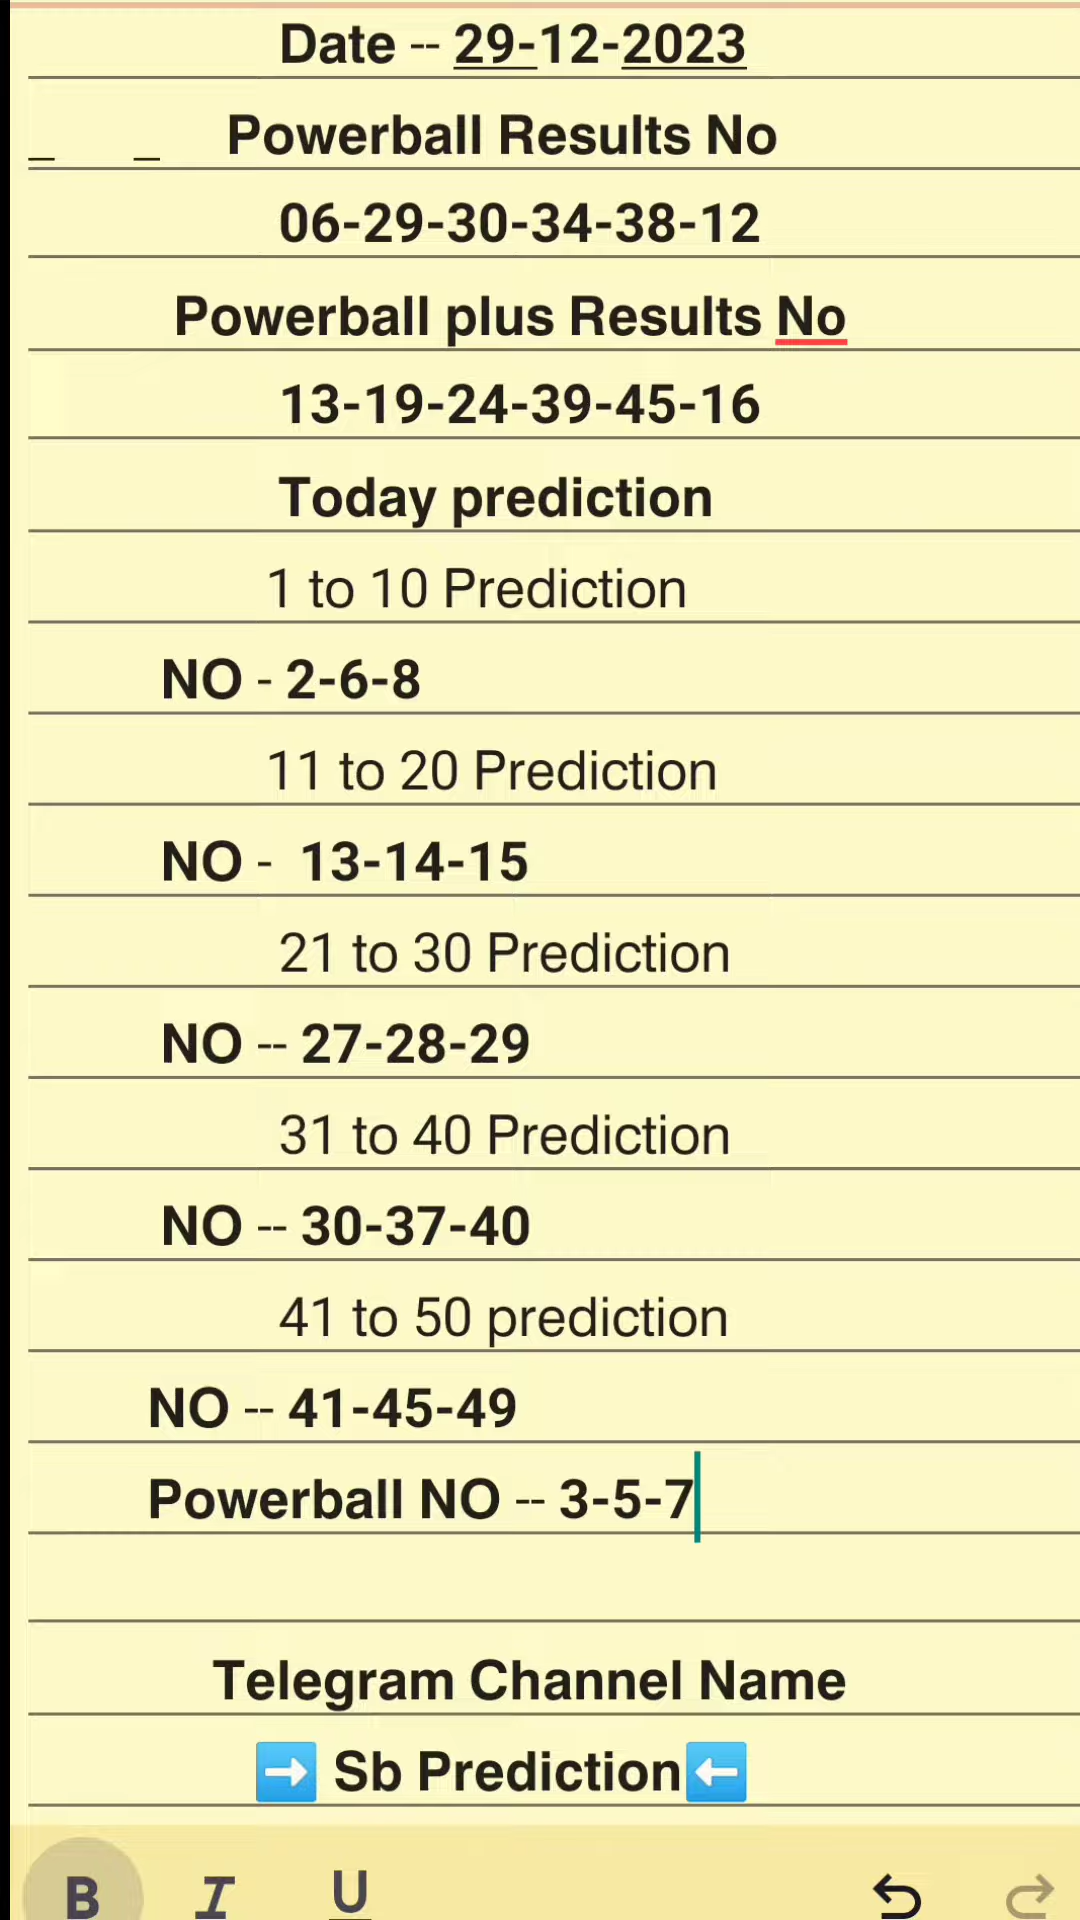 Date -- 29-12-2023
_ _ Powerball Results No
06-29-30-34-38-12
Powerball plus Results No
13-19-24-39-45-16
Today prediction
1 to 10 Prediction
NO - 2-6-8
11 to 20 Prediction
NO - 13-14-15
21 to 30 Prediction
NO -- 27-28-29
31 to 40 Prediction
NO -- 30-37-40
41 to 50 prediction
NO -- 41-45-49
Powerball NO -- 3-5-7
Telegram Channel Name
➡️ Sb Prediction⬅️
B I U